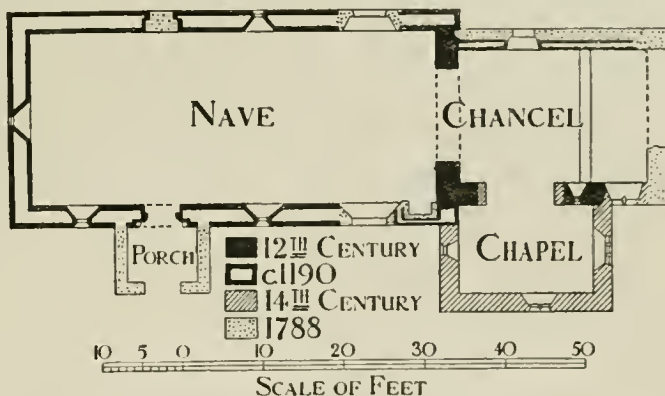 NAVE
CHANCEL
PORCH
CHAPEL
12TH CENTURY
c.1190
14TH CENTURY
1788
10 5 0 10 20 30 40 50
SCALE OF FEET